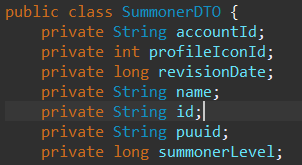 public class SummonerDTO {
    private String accountId;
    private int profileIconId;
    private long revisionDate;
    private String name;
    private String id;
    private String puuid;
    private long summonerLevel;